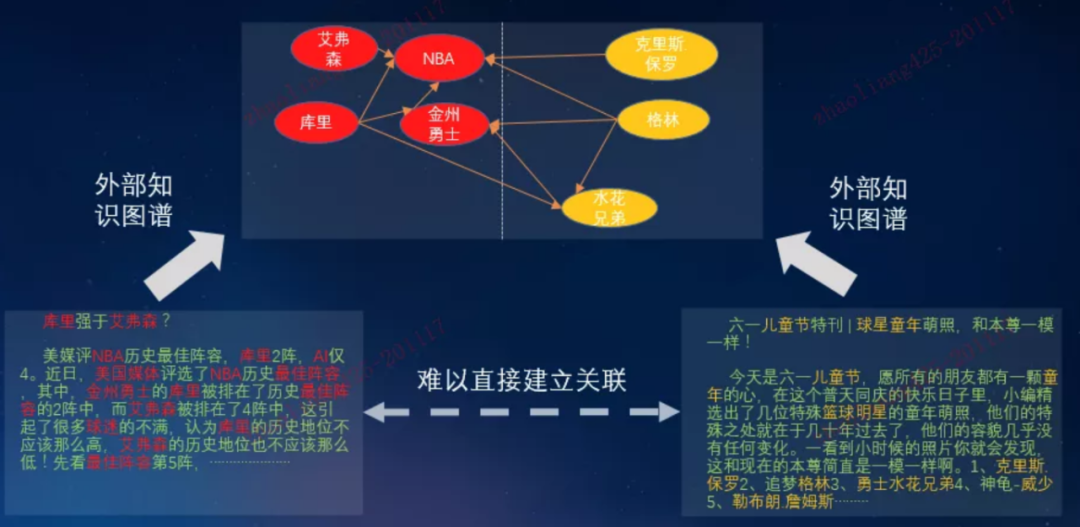 艾弗
森
NBA
克里斯
保罗
库里
金州
勇士
格林
水花
兄弟
外部知
识图谱
外部知
识图谱
库里强于艾弗森？
美媒评NBA历史最佳阵容，库里2阵，AI仅
4。近日，美国媒体评选了NBA历史最佳阵容
，其中，金州勇士的库里被排在了历史最佳阵
容的2阵中，而艾弗森被排在了4阵中，这引
起了很多球迷的不满，认为库里的历史地位不
应该那么高，艾弗森的历史地位也不应该那么
低！先看最佳阵容第5阵，…………………
难以直接建立关联
六一儿童节特刊 | 球星童年萌照，和本尊一模
一样！
今天是六一儿童节，愿所有的朋友都有一颗童
年的心，在这个普天同庆的快乐日子里，小编精
选出了几位特殊篮球明星的童年萌照，他们的特
殊之处就在于几十年过去了，他们的容貌几乎没
有任何变化。一看到小时候的照片你就会发现，
这和现在的本尊简直是一模一样啊。1、克里斯.
保罗2、追梦格林3、勇士水花兄弟4、神龟-威少
5、勒布朗.詹姆斯………
zhaoliang425-201117